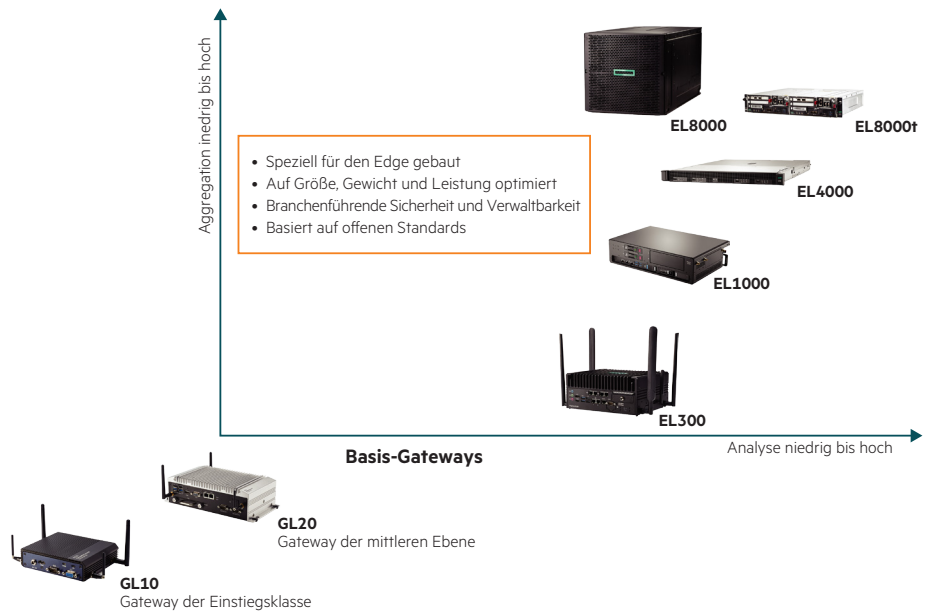 Aggregation inedrig bis hoch
EL8000
EL8000t
• Speziell für den Edge gebaut
• Auf Größe, Gewicht und Leistung optimiert
• Branchenführende Sicherheit und Verwaltbarkeit
• Basiert auf offenen Standards
EL4000
EL1000
EL300
Basis-Gateways
Analyse niedrig bis hoch
GL20
Gateway der mittleren Ebene
GL10
Gateway der Einstiegsklasse